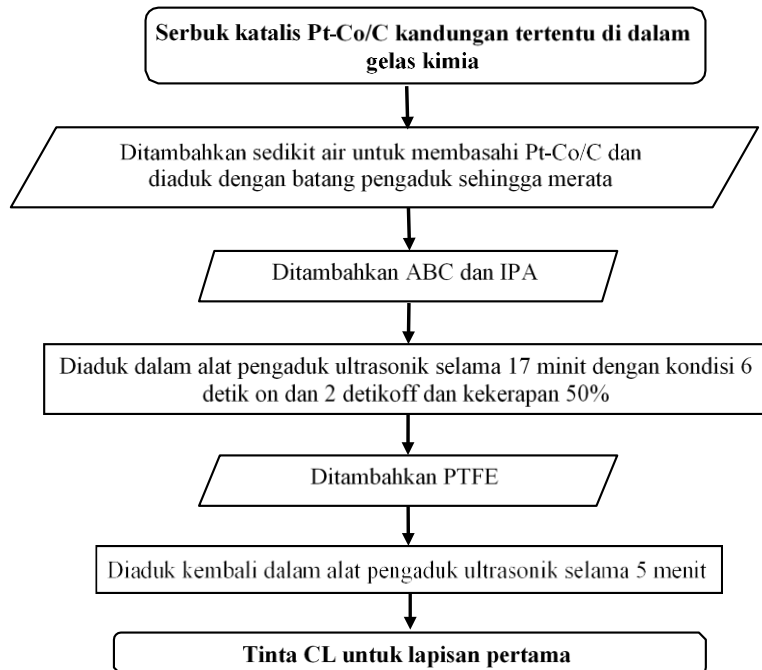 Serbuk katalis Pt-Co/C kandungan tertentu di dalam
gelas kimia
Ditambahkan sedikit air untuk membasahi Pt-Co/C dan
diaduk dengan batang pengaduk sehingga merata
Ditambahkan ABC dan IPA
Diaduk dalam alat pengaduk ultrasonik selama 17 minit dengan kondisi 6
detik on dan 2 detikoff dan kekerapan 50%
Ditambahkan PTFE
Diaduk kembali dalam alat pengaduk ultrasonik selama 5 menit
Tinta CL untuk lapisan pertama